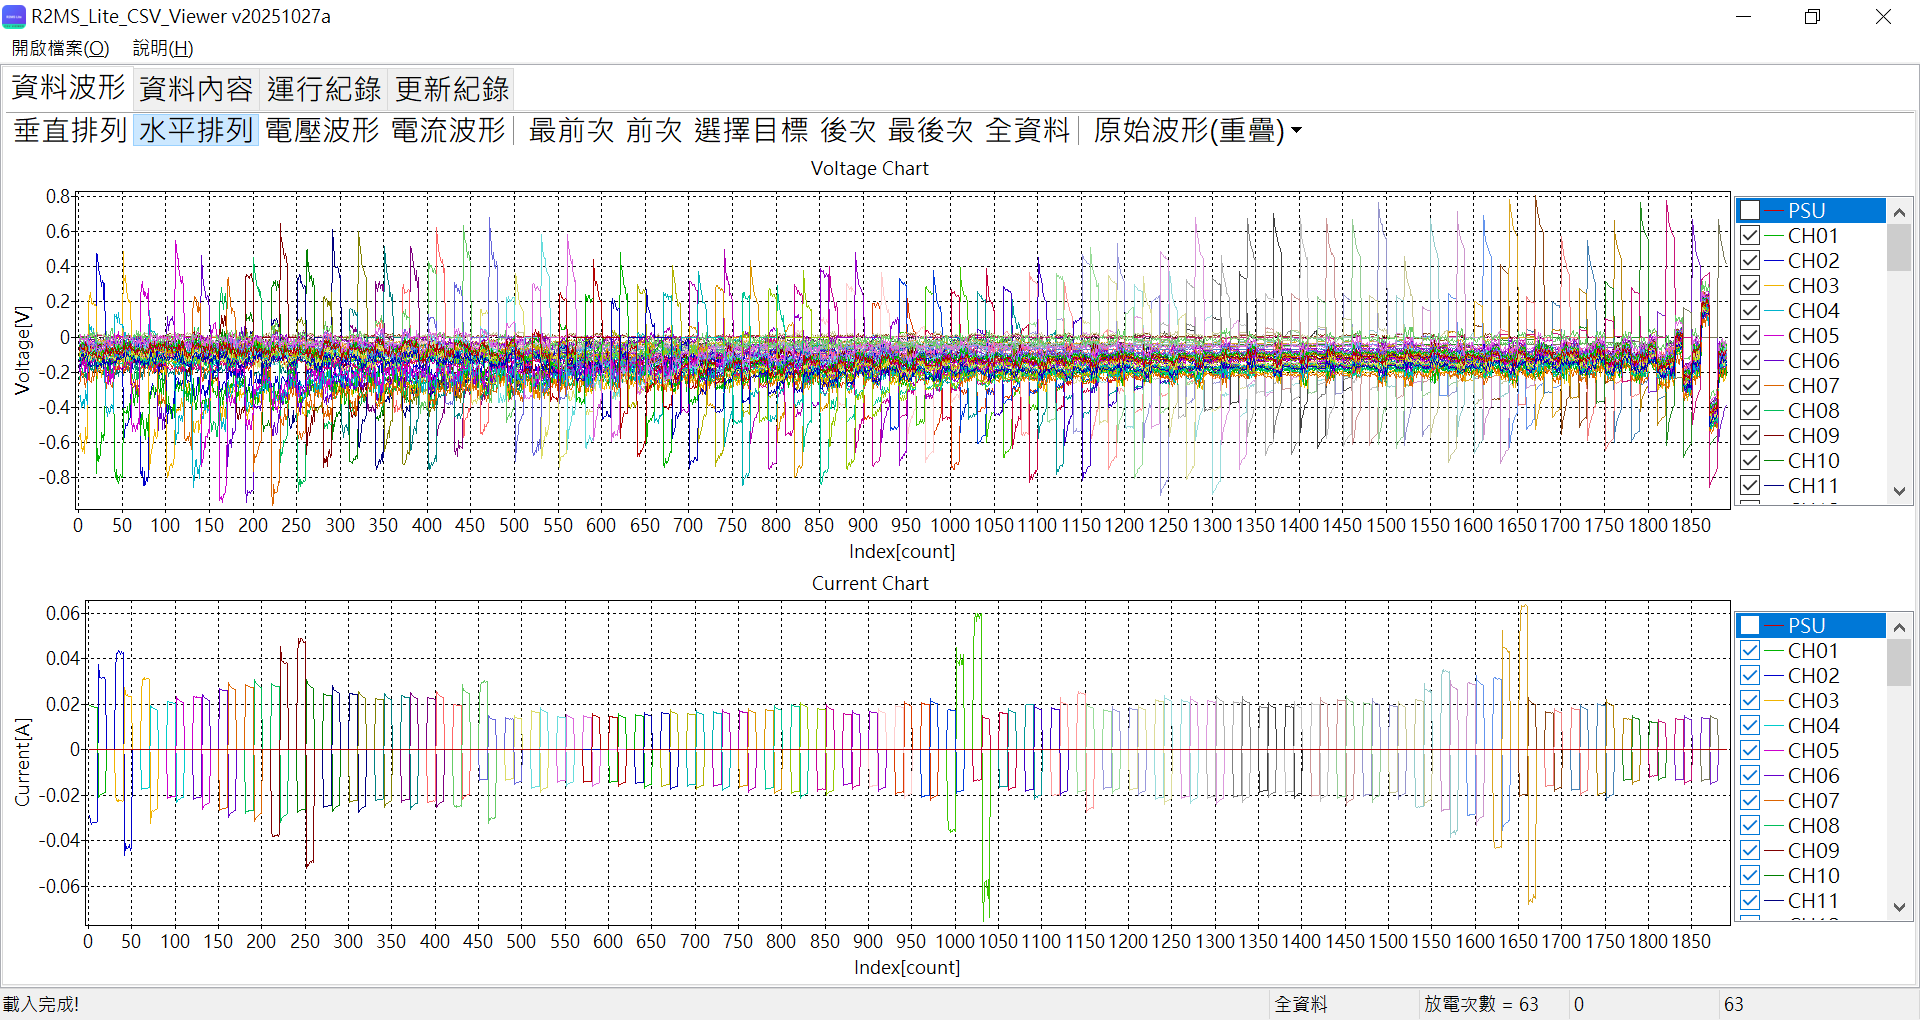 R2MS_Lite_CSV_Viewer v20251027a
開啟檔案(O) 說明(H)
資料波形 資料內容 運行紀錄 更新紀錄
垂直排列 水平排列 電壓波形 電流波形 最前次 前次 選擇目標 後次 最後次 全資料 原始波形(重疊)
Voltage Chart
Voltage[V]
0.8
0.6
0.4
0.2
0
-0.2
-0.4
-0.6
-0.8
0 50 100 150 200 250 300 350 400 450 500 550 600 650 700 750 800 850 900 950 1000 1050 1100 1150 1200 1250 1300 1350 1400 1450 1500 1550 1600 1650 1700 1750 1800 1850
Index[count]
PSU
CH01
CH02
CH03
CH04
CH05
CH06
CH07
CH08
CH09
CH10
CH11
Current Chart
Current[A]
0.06
0.04
0.02
0
-0.02
-0.04
-0.06
0 50 100 150 200 250 300 350 400 450 500 550 600 650 700 750 800 850 900 950 1000 1050 1100 1150 1200 1250 1300 1350 1400 1450 1500 1550 1600 1650 1700 1750 1800 1850
Index[count]
PSU
CH01
CH02
CH03
CH04
CH05
CH06
CH07
CH08
CH09
CH10
CH11
載入完成! 全資料 放電次數 = 63 0 63